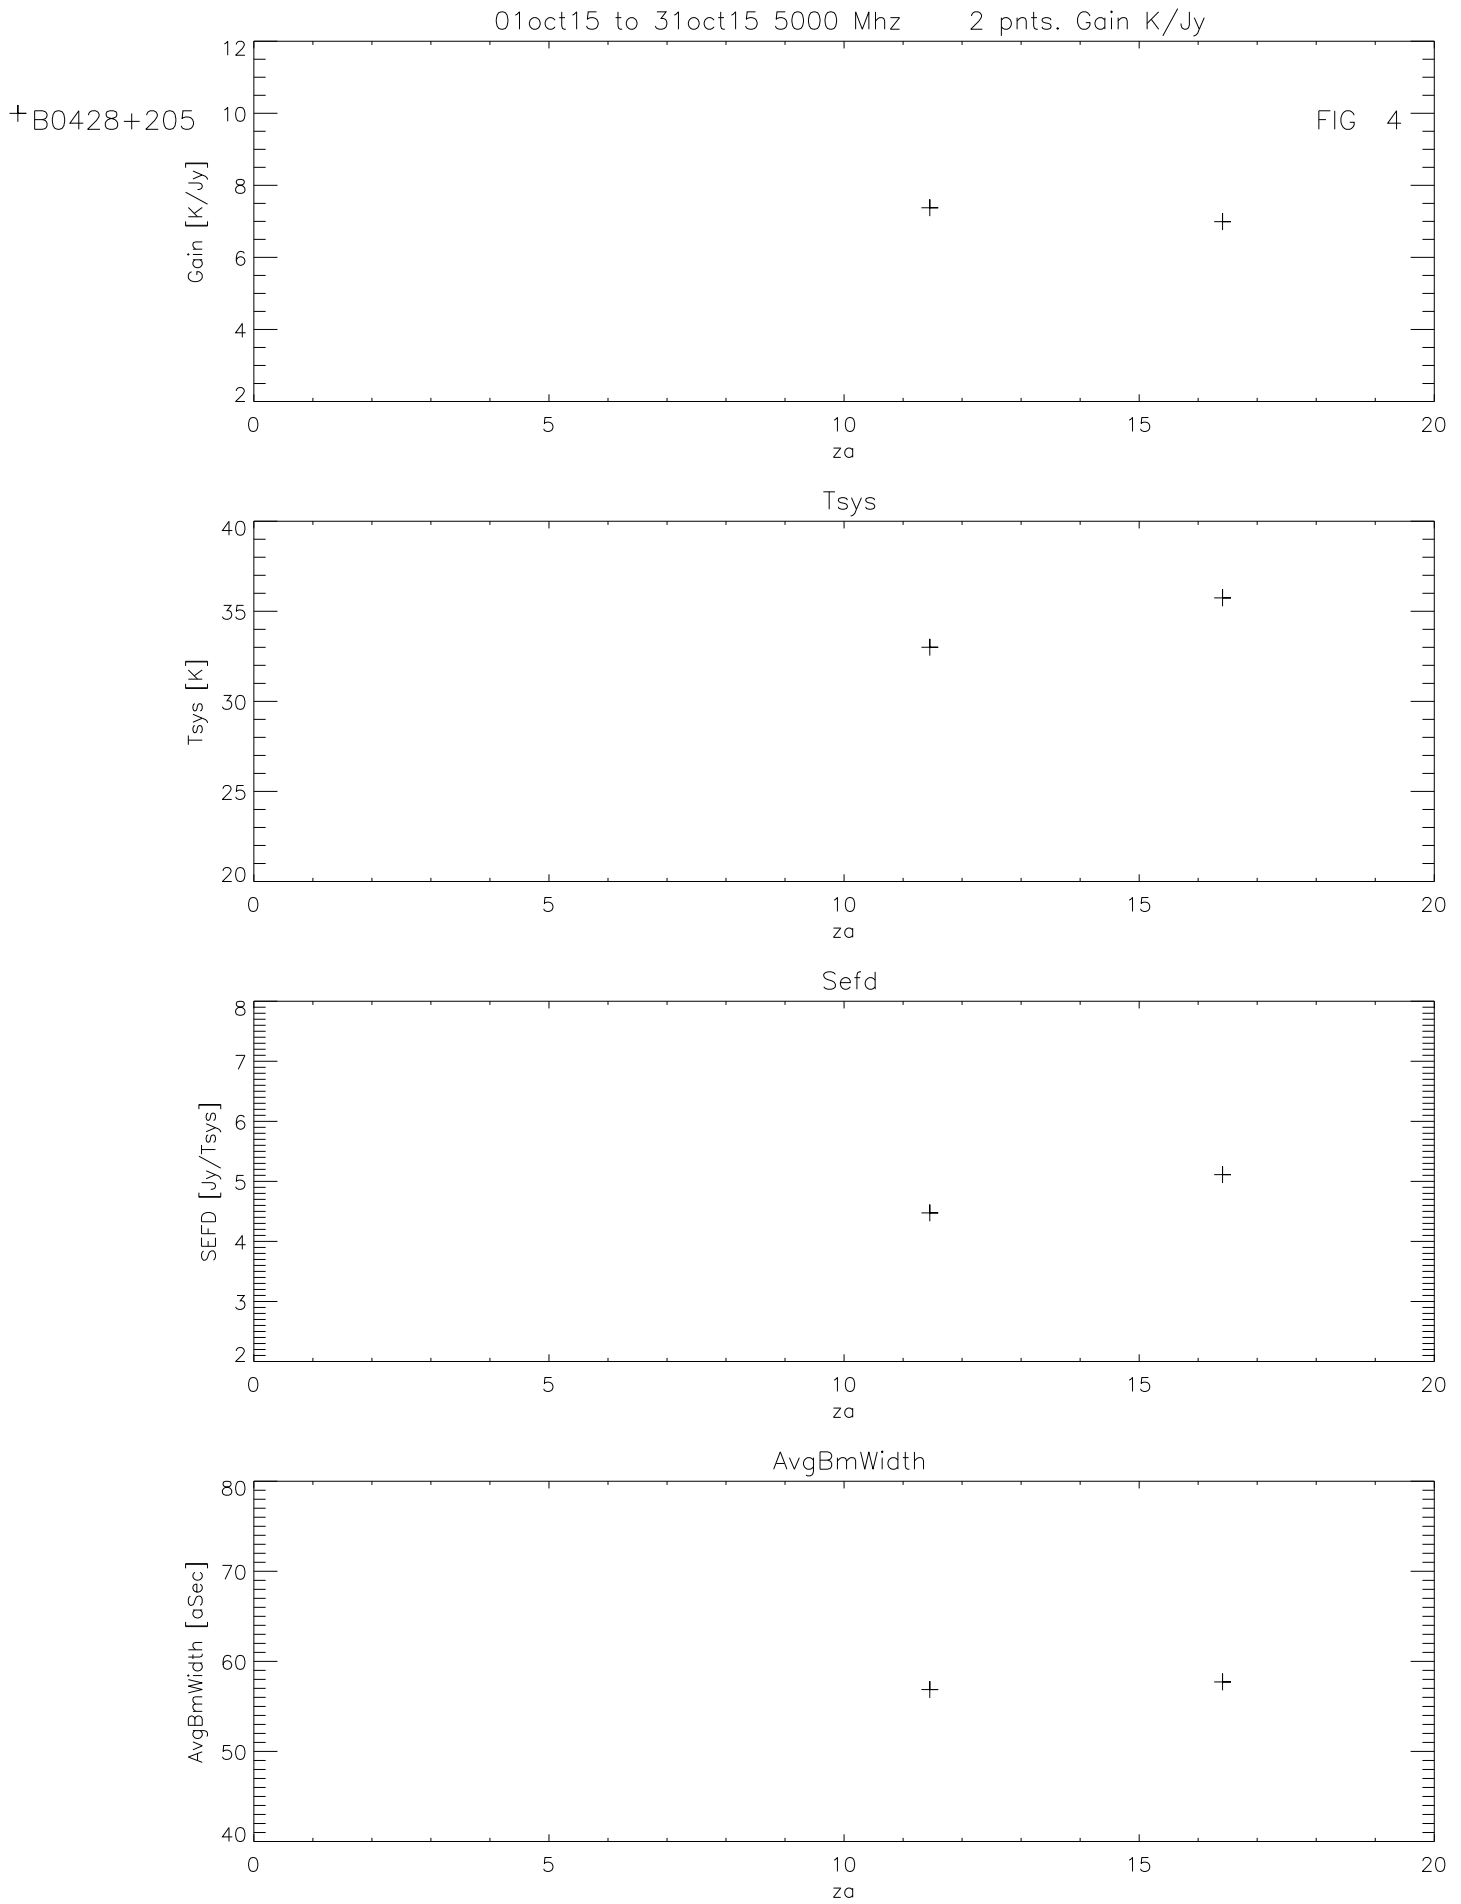 01oct15 to 31oct15 5000 Mhz 2 pnts. Gain K/Jy
+B0428+205
FIG 4
Gain [K/Jy]
12
10
8
6
4
2
0 5 10 15 20
za
Tsys
Tsys [K]
40
35
30
25
20
0 5 10 15 20
za
Sefd
SEFD [Jy/Tsys]
8
7
6
5
4
3
2
0 5 10 15 20
za
AvgBmWidth
AvgBmWidth [aSec]
80
70
60
50
40
0 5 10 15 20
za